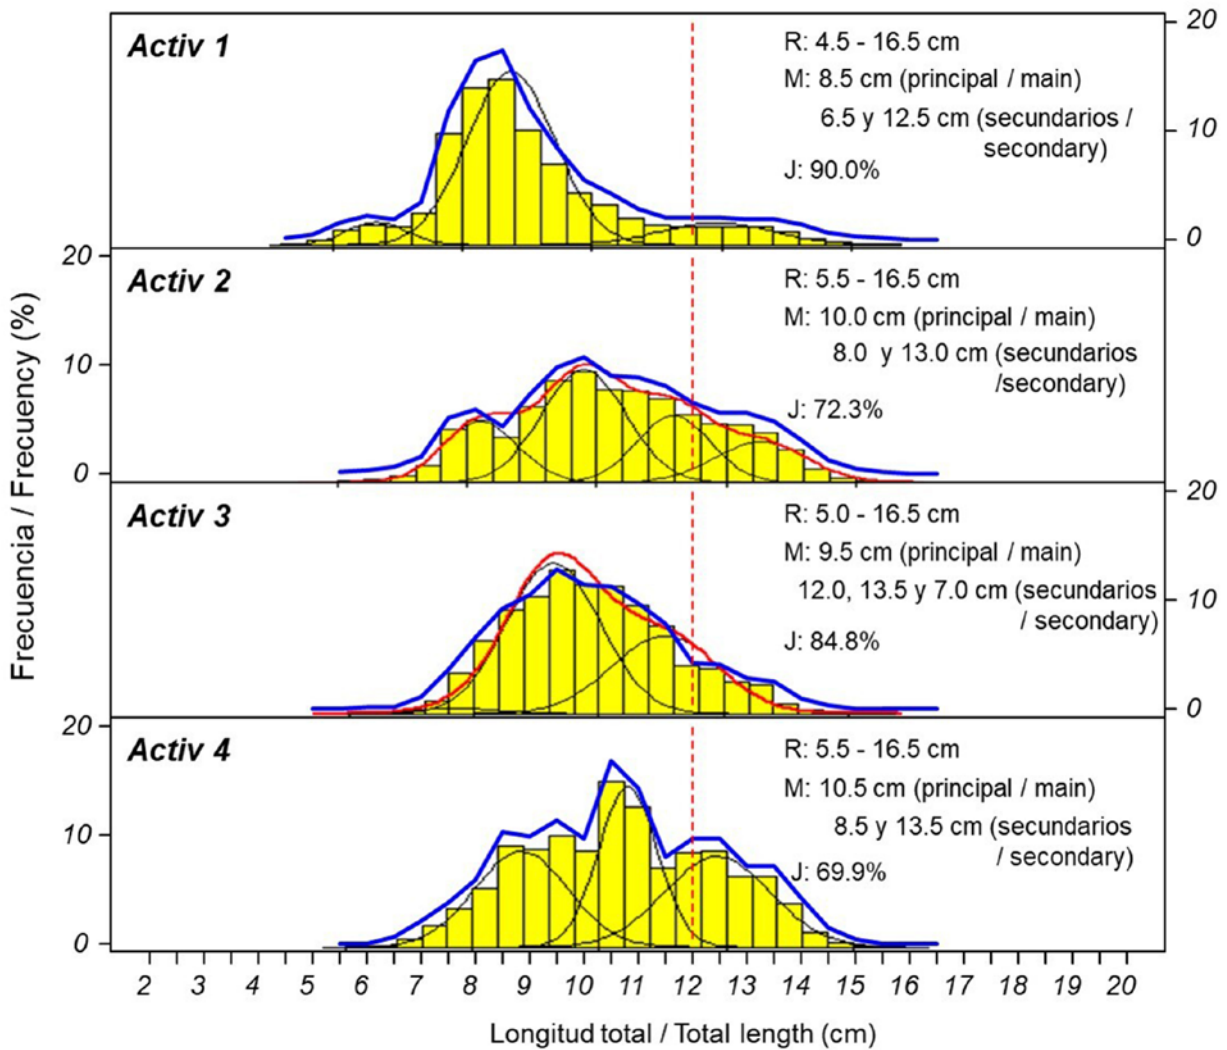 Activ 1
R: 4.5 - 16.5 cm
M: 8.5 cm (principal / main)
6.5 y 12.5 cm (secundarios /
secondary)
J: 90.0%
20
10
0
Activ 2
R: 5.5 - 16.5 cm
M: 10.0 cm (principal / main)
8.0 y 13.0 cm (secundarios
/secondary)
J: 72.3%
20
10
0
Activ 3
R: 5.0 - 16.5 cm
M: 9.5 cm (principal / main)
12.0, 13.5 y 7.0 cm (secundarios
/ secondary)
J: 84.8%
20
10
0
Activ 4
R: 5.5 - 16.5 cm
M: 10.5 cm (principal / main)
8.5 y 13.5 cm (secundarios
/ secondary)
J: 69.9%
20
10
0
Frecuencia / Frecuency (%)
2 3 4 5 6 7 8 9 10 11 12 13 14 15 16 17 18 19 20
Longitud total / Total length (cm)